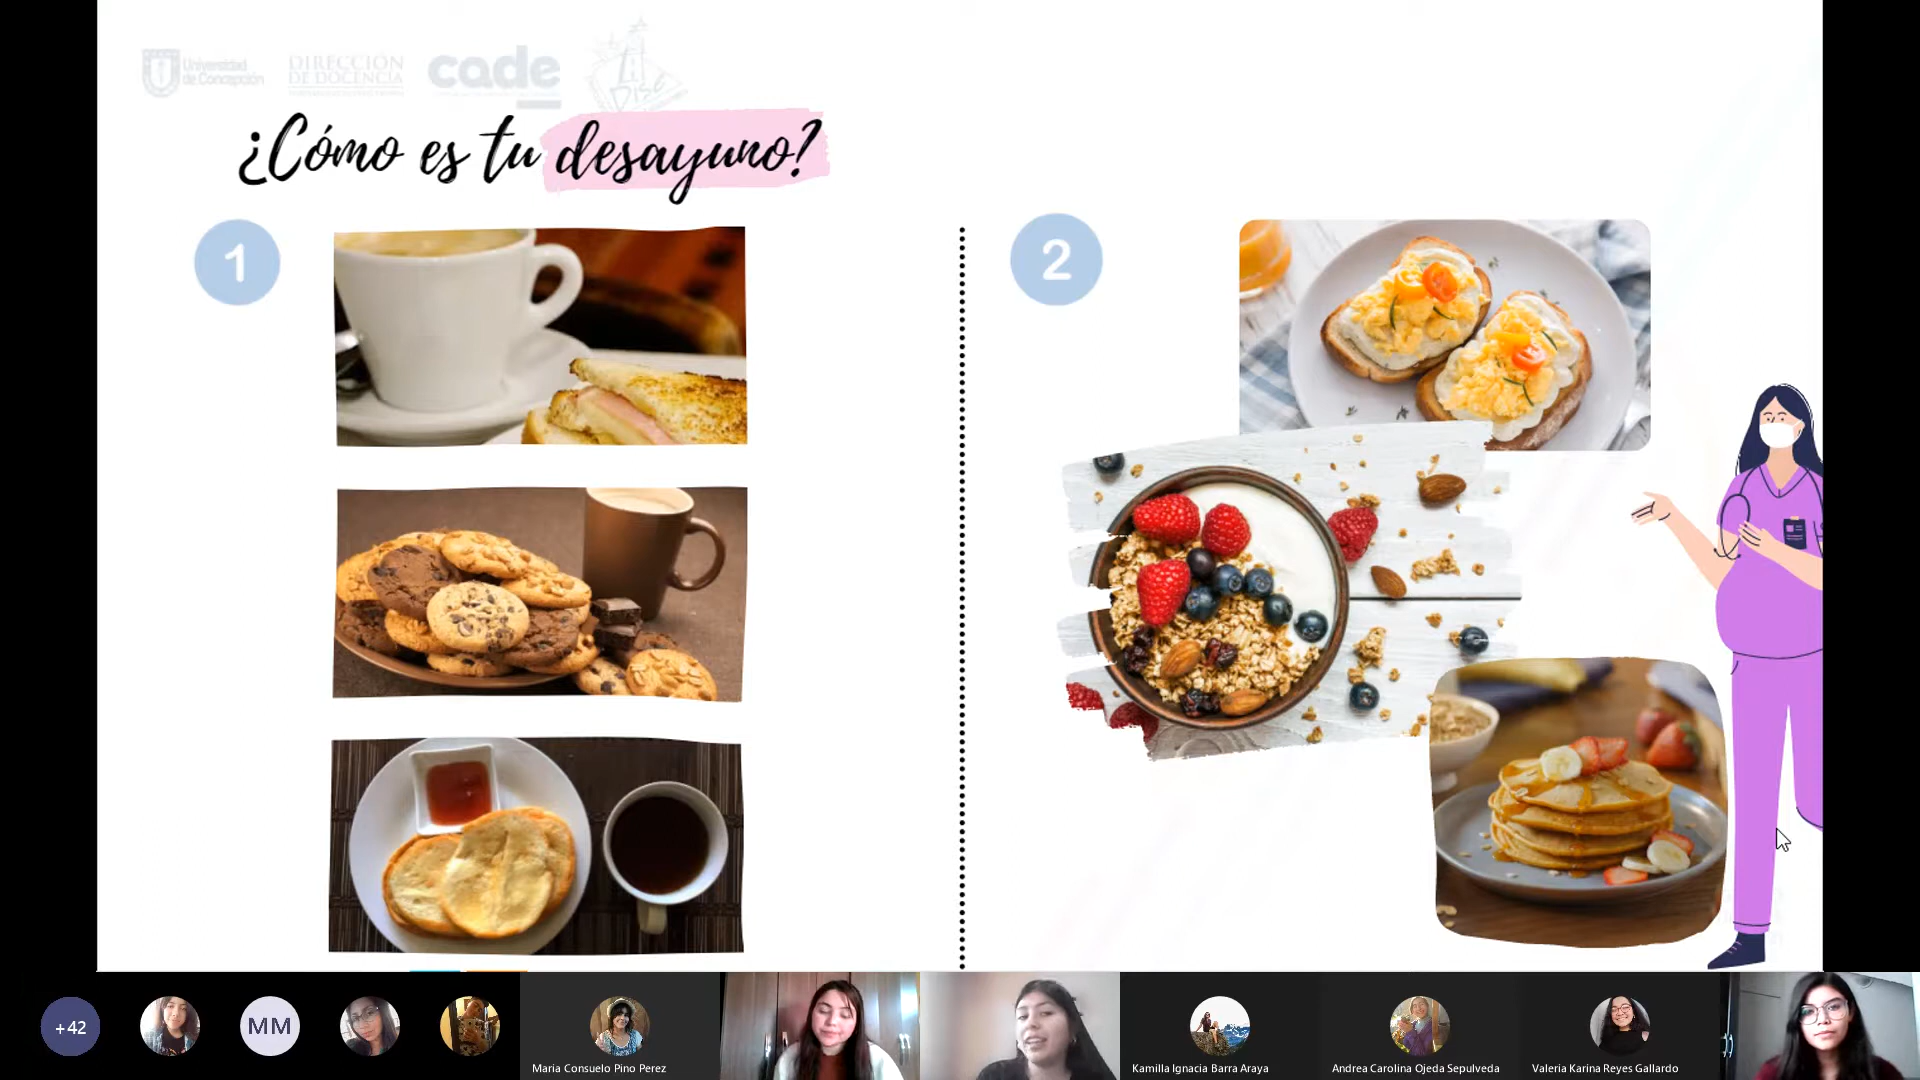 Universidad
de Concepción
DIRECCIÓN
DE DOCENCIA
cade
Disc
¿Cómo es tu desayuno?
1
2
+42
MM
Maria Consuelo Pino Perez
Kamilla Ignacia Barra Araya
Andrea Carolina Ojeda Sepulveda
Valeria Karina Reyes Gallardo